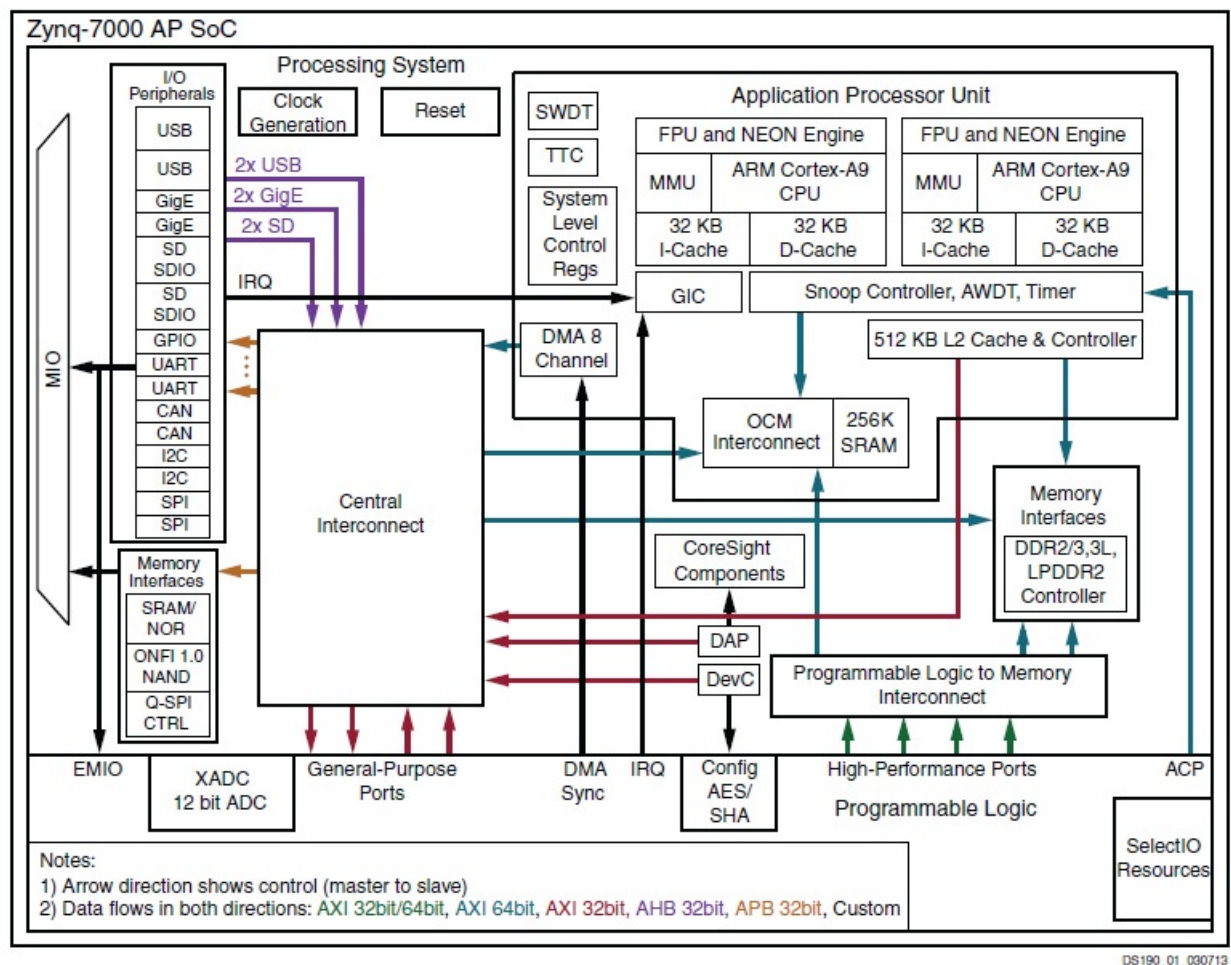 Zynq-7000 AP SoC
Processing System
I/O
Peripherals
USB
USB
GigE
GigE
SD
SDIO
SD
SDIO
GPIO
UART
UART
CAN
CAN
I2C
I2C
SPI
SPI
MIO
Clock
Generation
Reset
2x USB
2x GigE
2x SD
IRQ
Application Processor Unit
SWDT
TTC
System
Level
Control
Regs
FPU and NEON Engine
MMU
ARM Cortex-A9
CPU
32 KB
I-Cache
32 KB
D-Cache
FPU and NEON Engine
MMU
ARM Cortex-A9
CPU
32 KB
I-Cache
32 KB
D-Cache
GIC
Snoop Controller, AWDT, Timer
DMA 8
Channel
512 KB L2 Cache & Controller
OCM
Interconnect
256K
SRAM
Central
Interconnect
Memory
Interfaces
DDR2/3,3L,
LPDDR2
Controller
CoreSight
Components
DAP
DevC
Programmable Logic to Memory
Interconnect
Memory
Interfaces
SRAM/
NOR
ONFI 1.0
NAND
Q-SPI
CTRL
EMIO
XADC
12 bit ADC
General-Purpose
Ports
DMA
Sync
IRQ
Config
AES/
SHA
High-Performance Ports
ACP
Programmable Logic
SelectIO
Resources
Notes:
1) Arrow direction shows control (master to slave)
2) Data flows in both directions: AXI 32bit/64bit, AXI 64bit, AXI 32bit, AHB 32bit, APB 32bit, Custom
DS190_01_030713